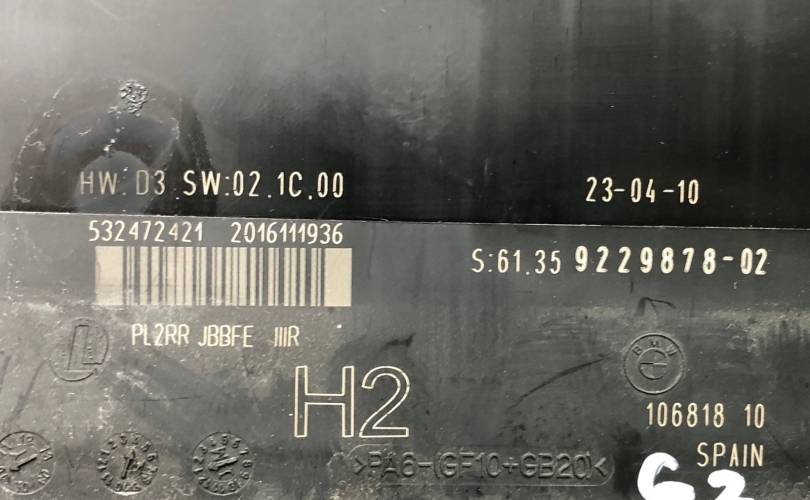 HW: D3 SW:02.1C.00 23-04-10
532472421 2016111936
S:61.35 9229878-02
PL2RR JBBFE IIIR
BMW
H2
106818 10
>PA6-(GF10+GB20)<
SPAIN